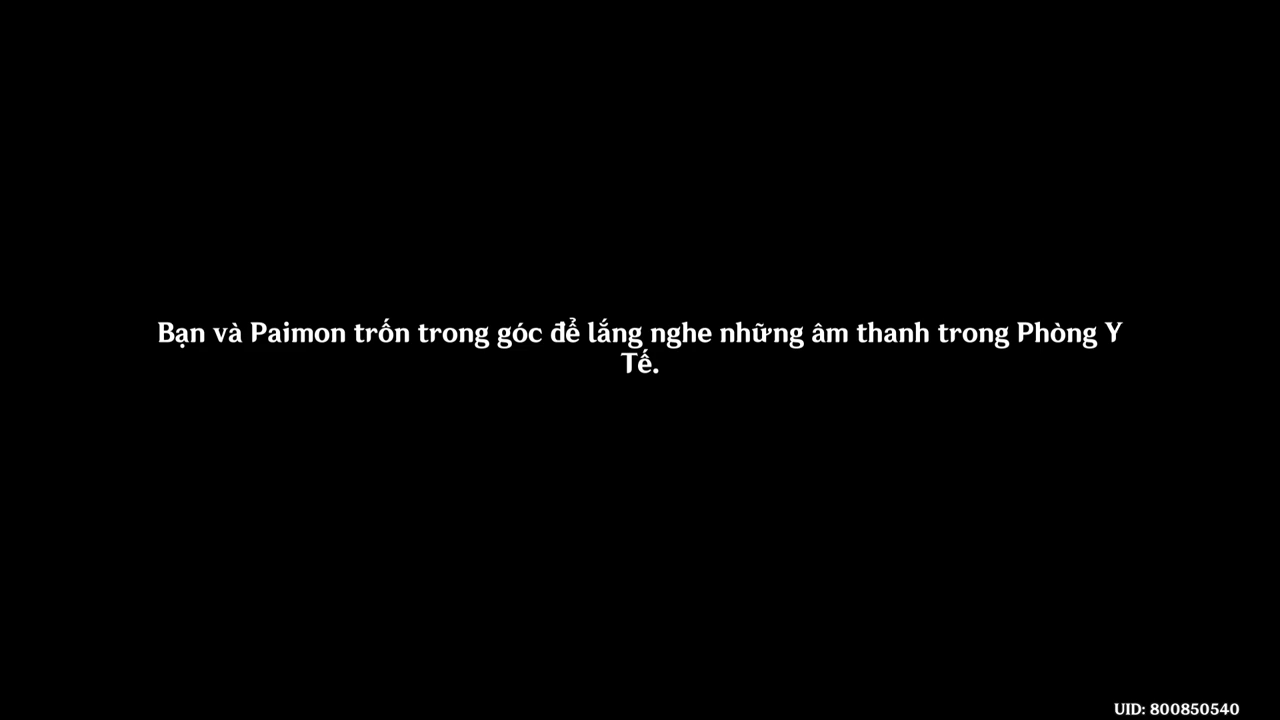 Bạn và Paimon trốn trong góc để lắng nghe những âm thanh trong Phòng Y
Tế.
UID: 800850540